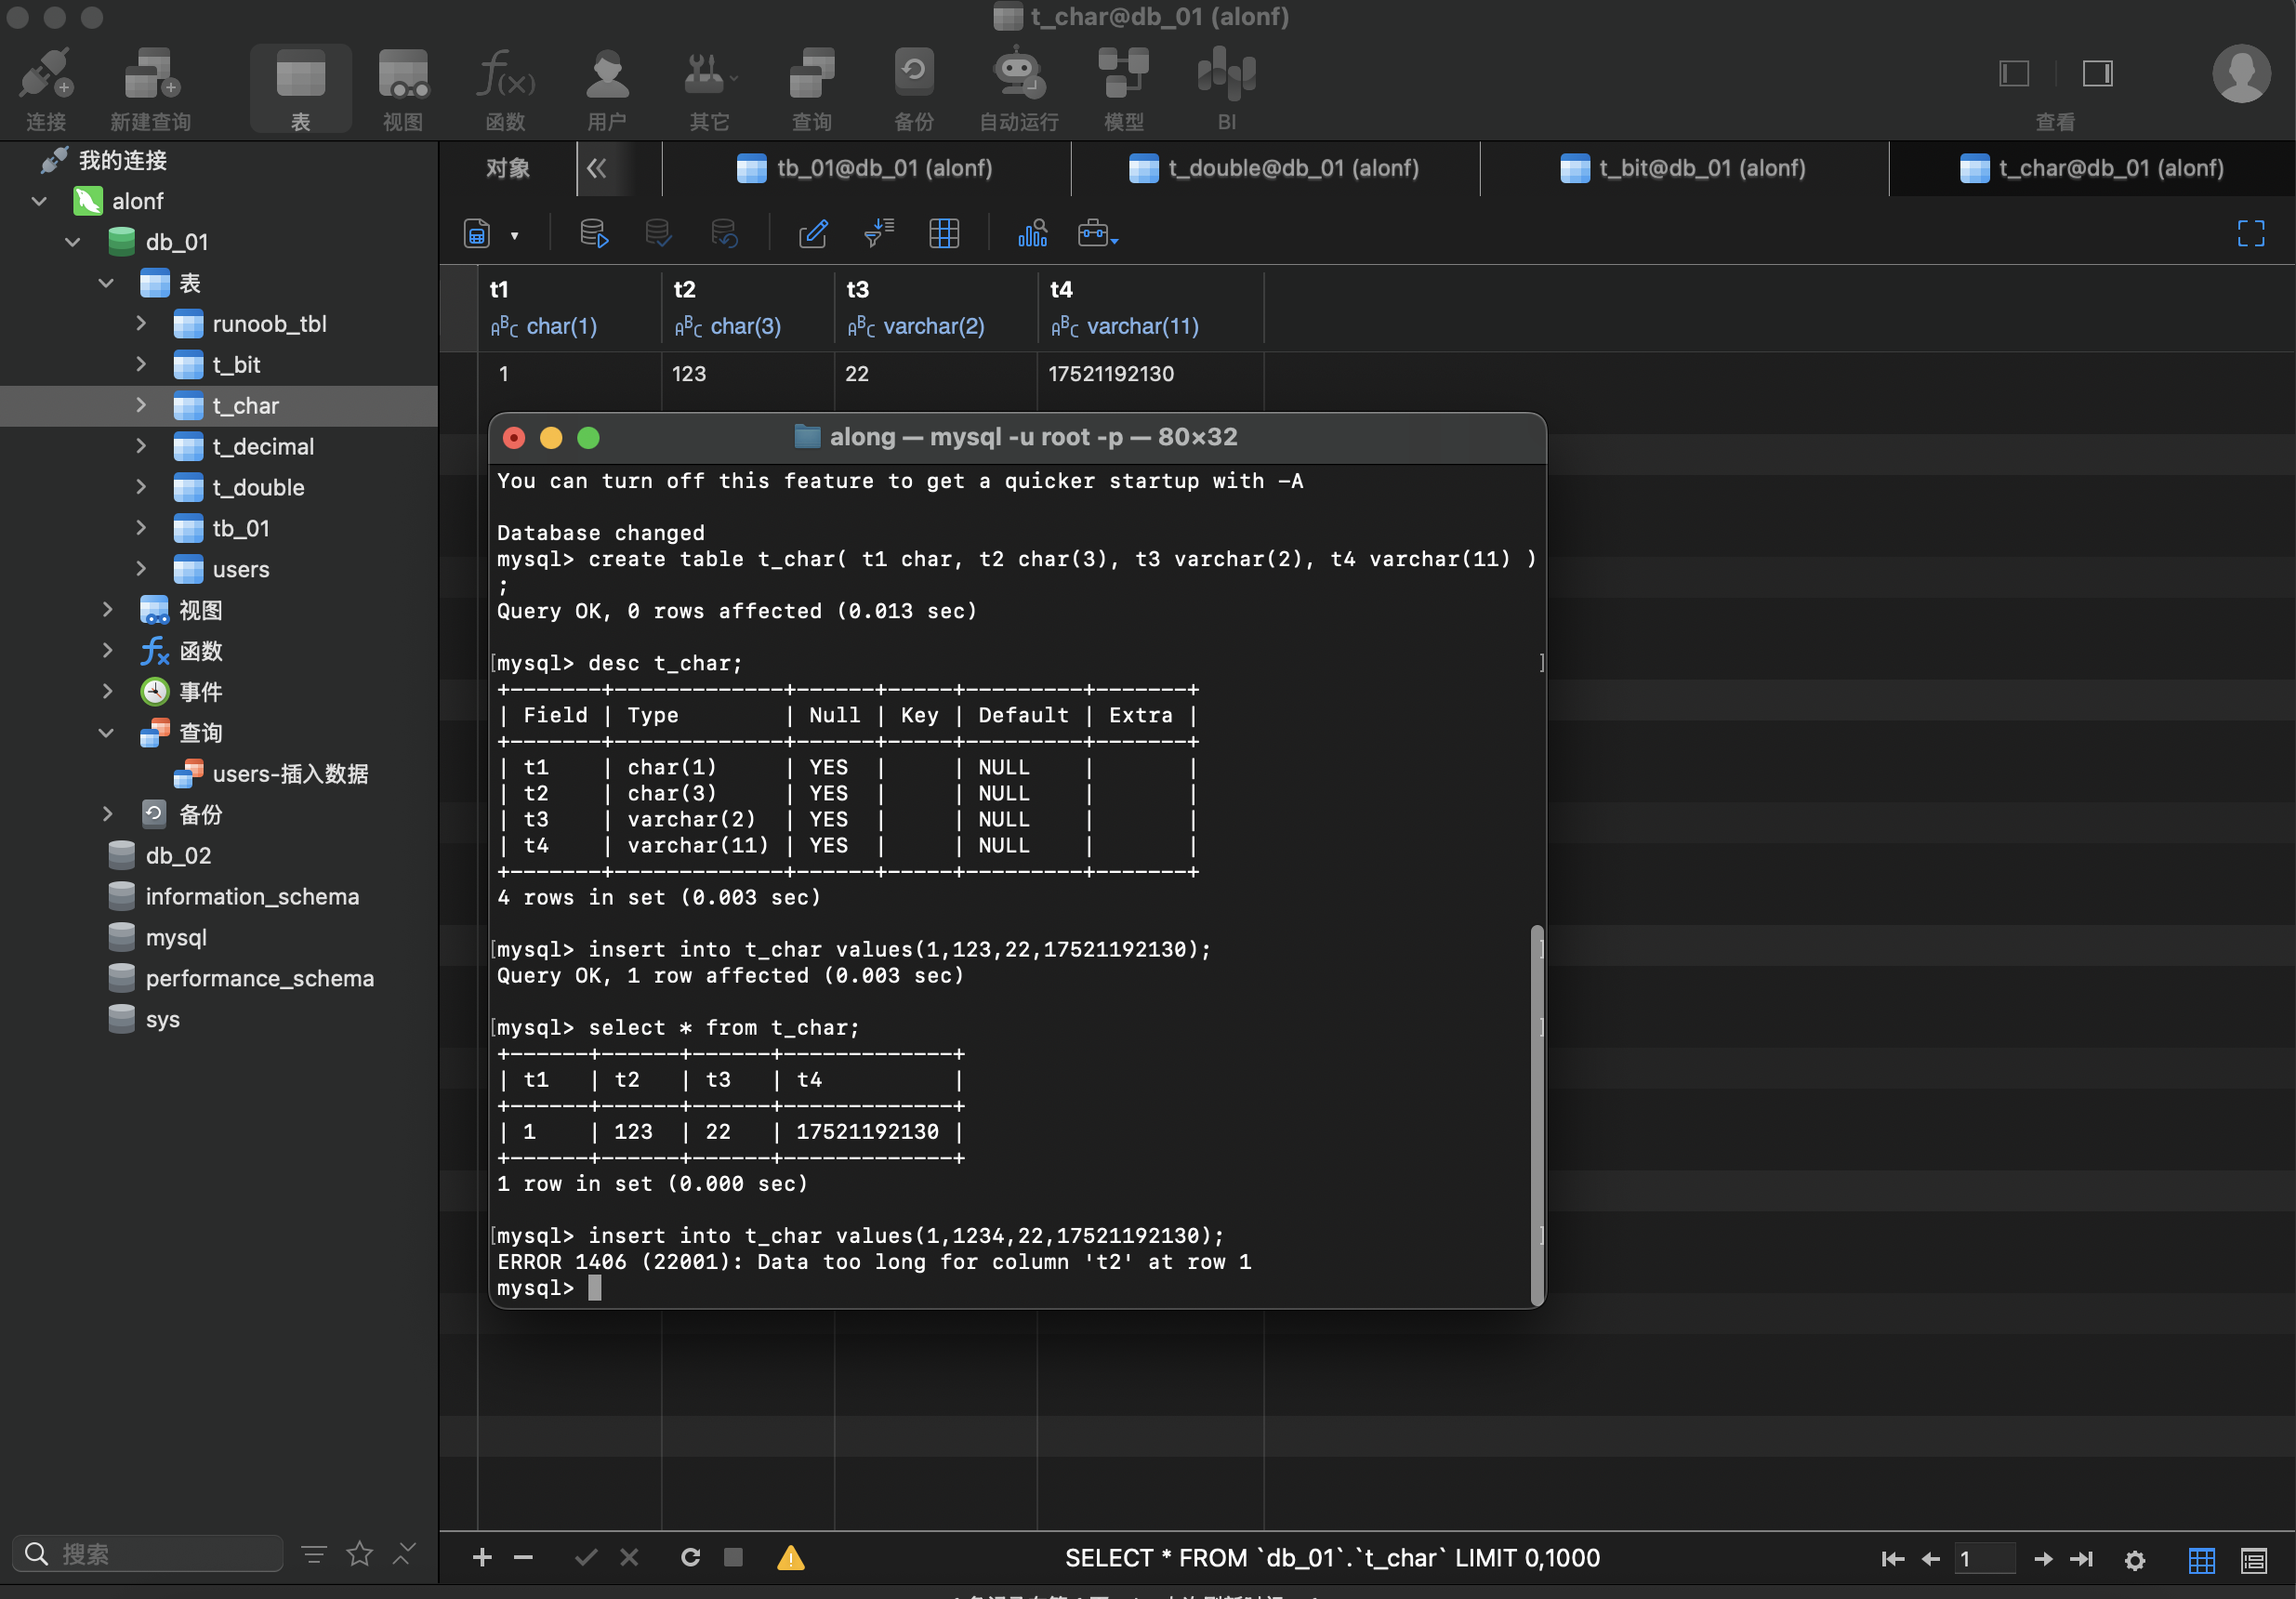 t_char@db_01 (alonf)
连接 新建查询 表 视图 函数 用户 其它 查询 备份 自动运行 模型 BI 查看
我的连接
alonf
db_01
表
runoob_tbl
t_bit
t_char
t_decimal
t_double
tb_01
users
视图
函数
事件
查询
users-插入数据
备份
db_02
information_schema
mysql
performance_schema
sys
搜索
对象 tb_01@db_01 (alonf) t_double@db_01 (alonf) t_bit@db_01 (alonf) t_char@db_01 (alonf)
t1 t2 t3 t4
char(1) char(3) varchar(2) varchar(11)
1 123 22 17521192130
along — mysql -u root -p — 80×32
You can turn off this feature to get a quicker startup with -A
Database changed
mysql> create table t_char( t1 char, t2 char(3), t3 varchar(2), t4 varchar(11) )
;
Query OK, 0 rows affected (0.013 sec)
[mysql> desc t_char; ]
+-------+-------------+------+-----+---------+-------+
| Field | Type        | Null | Key | Default | Extra |
+-------+-------------+------+-----+---------+-------+
| t1    | char(1)     | YES  |     | NULL    |       |
| t2    | char(3)     | YES  |     | NULL    |       |
| t3    | varchar(2)  | YES  |     | NULL    |       |
| t4    | varchar(11) | YES  |     | NULL    |       |
+-------+-------------+------+-----+---------+-------+
4 rows in set (0.003 sec)
[mysql> insert into t_char values(1,123,22,17521192130); ]
Query OK, 1 row affected (0.003 sec)
[mysql> select * from t_char; ]
+------+------+------+-------------+
| t1   | t2   | t3   | t4          |
+------+------+------+-------------+
| 1    | 123  | 22   | 17521192130 |
+------+------+------+-------------+
1 row in set (0.000 sec)
[mysql> insert into t_char values(1,1234,22,17521192130); ]
ERROR 1406 (22001): Data too long for column 't2' at row 1
mysql>
SELECT * FROM `db_01`.`t_char` LIMIT 0,1000
1